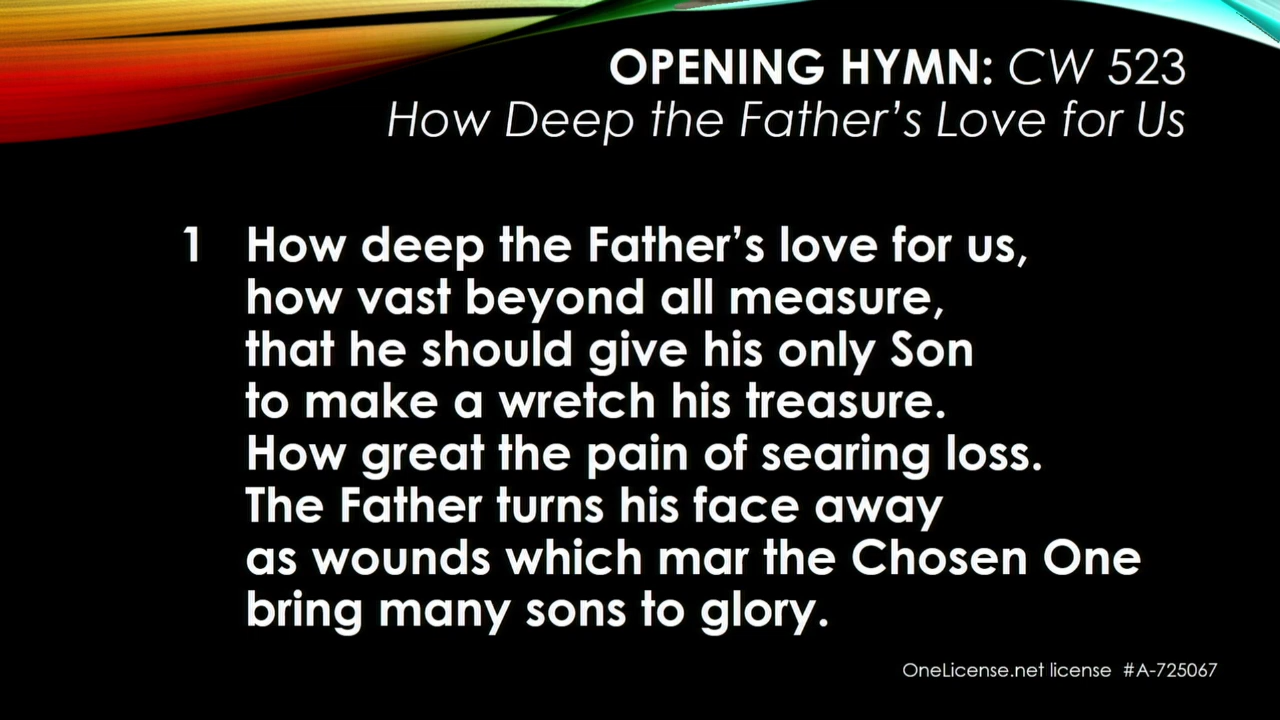 OPENING HYMN: CW 523
How Deep the Father’s Love for Us
1 How deep the Father’s love for us,
how vast beyond all measure,
that he should give his only Son
to make a wretch his treasure.
How great the pain of searing loss.
The Father turns his face away
as wounds which mar the Chosen One
bring many sons to glory.
OneLicense.net license #A-725067